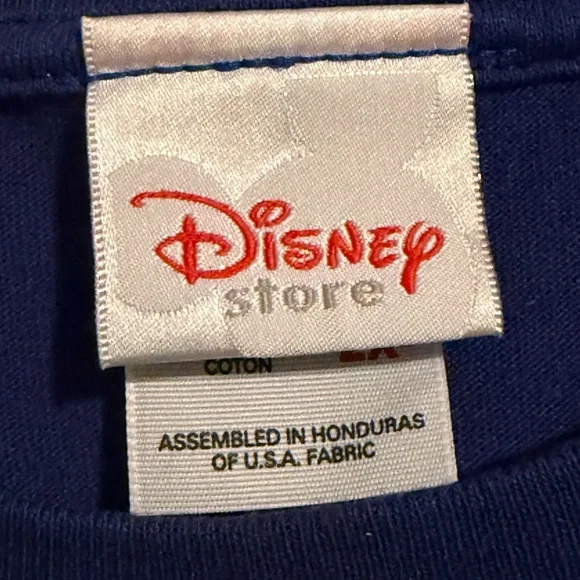 Disney
store
COTON
ASSEMBLED IN HONDURAS
OF U.S.A. FABRIC